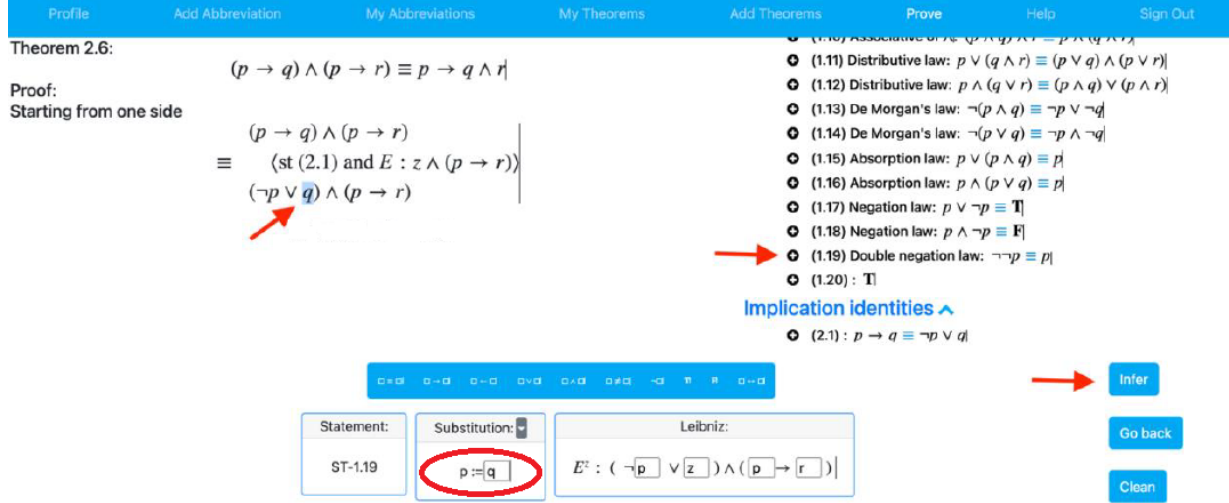 Profile Add Abbreviation My Abbreviations My Theorems Add Theorems Prove Help Sign Out
Theorem 2.6:
(p → q) ∧ (p → r) ≡ p → q ∧ r
Proof:
Starting from one side
(p → q) ∧ (p → r)
≡ ⟨st (2.1) and E : z ∧ (p → r)⟩
(¬p ∨ q) ∧ (p → r)
(1.11) Distributive law: p ∨ (q ∧ r) ≡ (p ∨ q) ∧ (p ∨ r)
(1.12) Distributive law: p ∧ (q ∨ r) ≡ (p ∧ q) ∨ (p ∧ r)
(1.13) De Morgan's law: ¬(p ∧ q) ≡ ¬p ∨ ¬q
(1.14) De Morgan's law: ¬(p ∨ q) ≡ ¬p ∧ ¬q
(1.15) Absorption law: p ∨ (p ∧ q) ≡ p
(1.16) Absorption law: p ∧ (p ∨ q) ≡ p
(1.17) Negation law: p ∨ ¬p ≡ T
(1.18) Negation law: p ∧ ¬p ≡ F
(1.19) Double negation law: ¬¬p ≡ p
(1.20) : T
Implication identities
(2.1) : p → q ≡ ¬p ∨ q
Infer
Go back
Clean
Statement:
ST-1.19
Substitution:
p := q
Leibniz:
E^z : ( ¬ p ∨ z ) ∧ ( p → r )